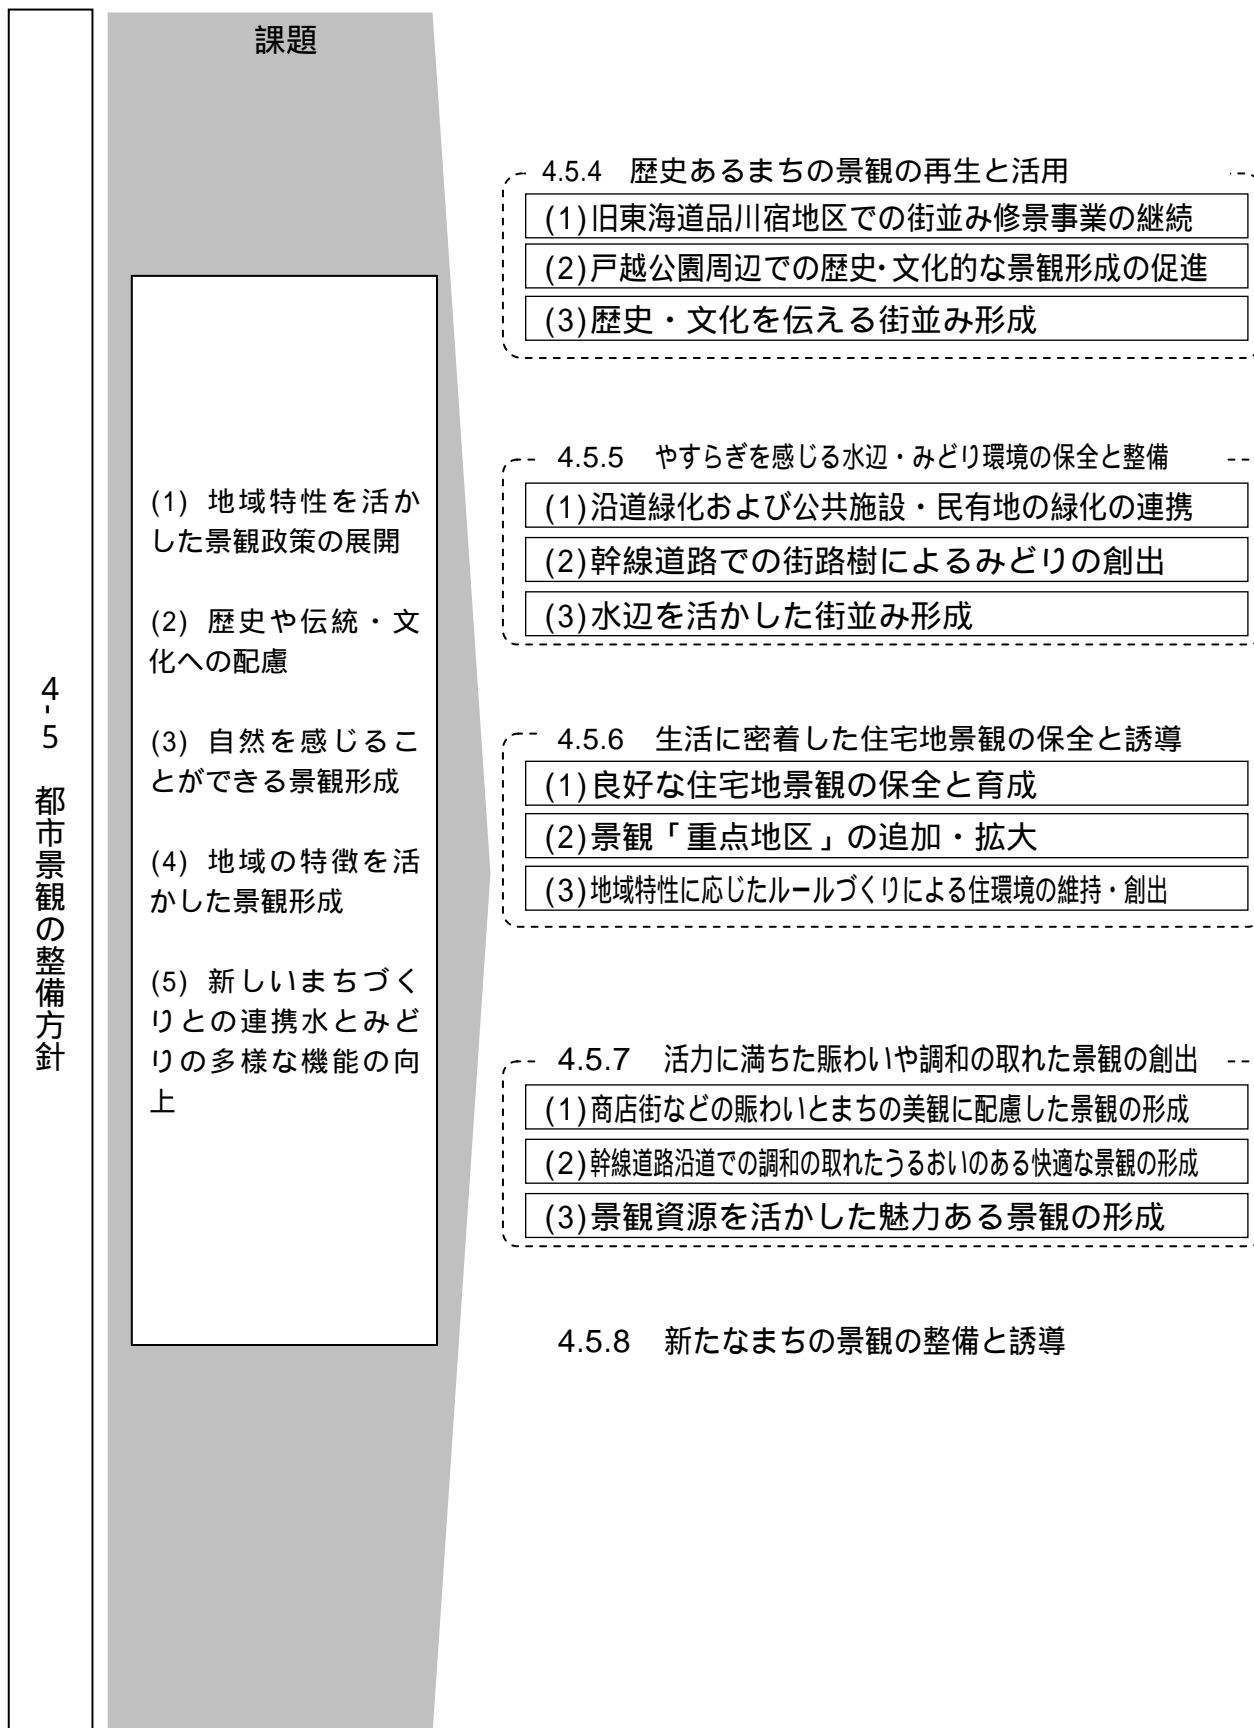 4-5 都市景観の整備方針
課題
(1) 地域特性を活か
した景観政策の展開
(2) 歴史や伝統・文
化への配慮
(3) 自然を感じるこ
とができる景観形成
(4) 地域の特徴を活
かした景観形成
(5) 新しいまちづく
りとの連携水とみど
りの多様な機能の向
上
4.5.4 歴史あるまちの景観の再生と活用
(1)旧東海道品川宿地区での街並み修景事業の継続
(2)戸越公園周辺での歴史・文化的な景観形成の促進
(3)歴史・文化を伝える街並み形成
4.5.5 やすらぎを感じる水辺・みどり環境の保全と整備
(1)沿道緑化および公共施設・民有地の緑化の連携
(2)幹線道路での街路樹によるみどりの創出
(3)水辺を活かした街並み形成
4.5.6 生活に密着した住宅地景観の保全と誘導
(1)良好な住宅地景観の保全と育成
(2)景観「重点地区」の追加・拡大
(3)地域特性に応じたルールづくりによる住環境の維持・創出
4.5.7 活力に満ちた賑わいや調和の取れた景観の創出
(1)商店街などの賑わいとまちの美観に配慮した景観の形成
(2)幹線道路沿道での調和の取れたうるおいのある快適な景観の形成
(3)景観資源を活かした魅力ある景観の形成
4.5.8 新たなまちの景観の整備と誘導